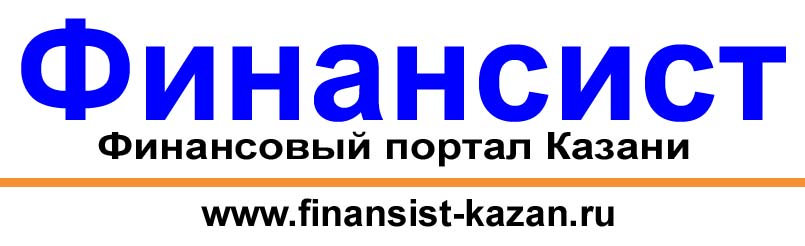 Финансист
Финансовый портал Казани
www.finansist-kazan.ru